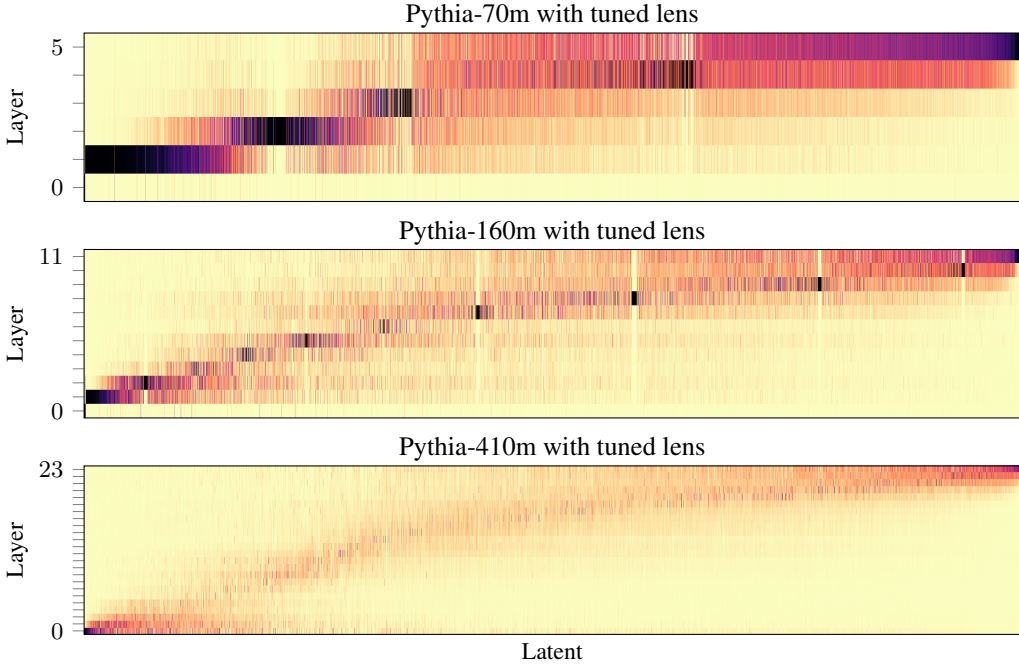 Pythia-70m with tuned lens
5
Layer
0
Pythia-160m with tuned lens
11
Layer
0
Pythia-410m with tuned lens
23
Layer
0
Latent